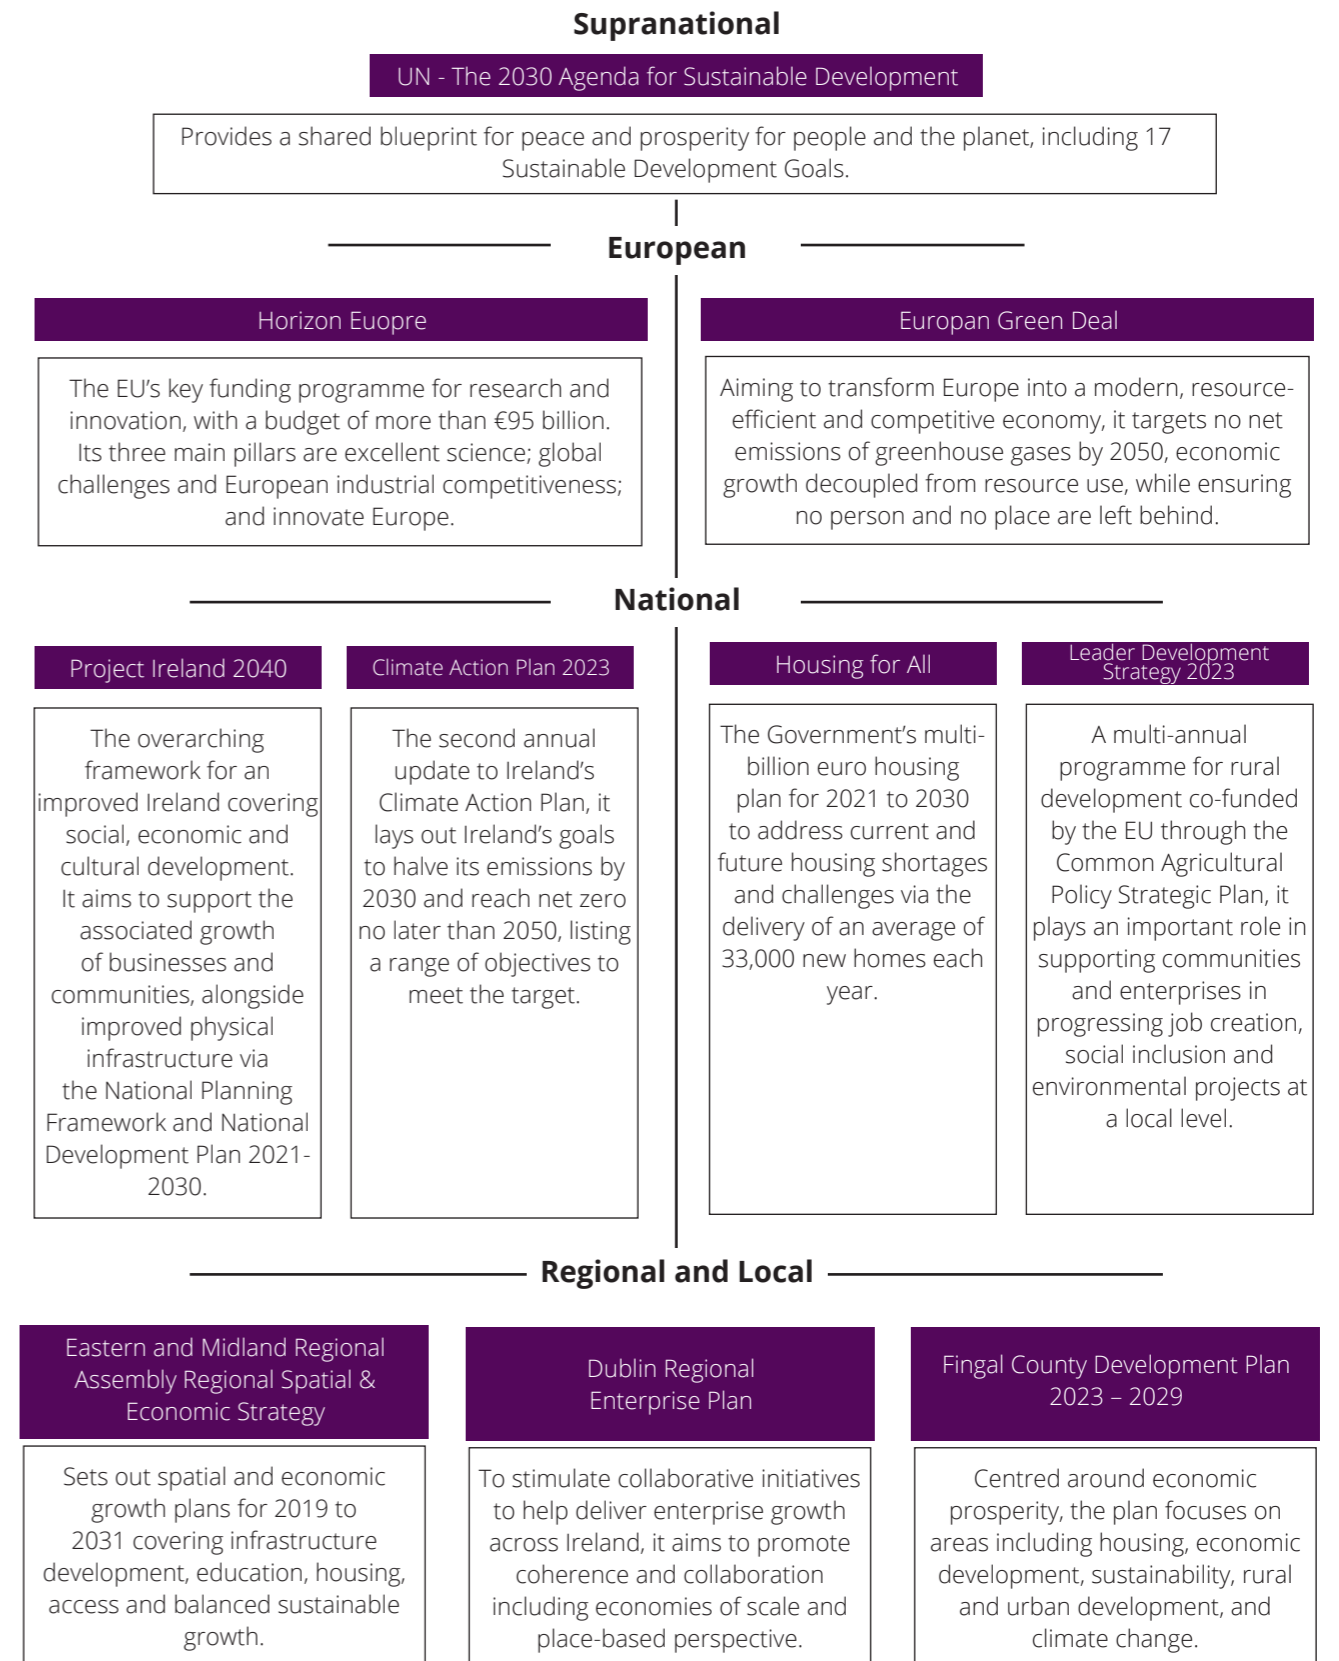 Supranational
UN - The 2030 Agenda for Sustainable Development
Provides a shared blueprint for peace and prosperity for people and the planet, including 17
Sustainable Development Goals.
European
Horizon Euopre
The EU’s key funding programme for research and
innovation, with a budget of more than €95 billion.
Its three main pillars are excellent science; global
challenges and European industrial competitiveness;
and innovate Europe.
Europan Green Deal
Aiming to transform Europe into a modern, resource-
efficient and competitive economy, it targets no net
emissions of greenhouse gases by 2050, economic
growth decoupled from resource use, while ensuring
no person and no place are left behind.
National
Project Ireland 2040
The overarching
framework for an
improved Ireland covering
social, economic and
cultural development.
It aims to support the
associated growth
of businesses and
communities, alongside
improved physical
infrastructure via
the National Planning
Framework and National
Development Plan 2021-
2030.
Climate Action Plan 2023
The second annual
update to Ireland’s
Climate Action Plan, it
lays out Ireland’s goals
to halve its emissions by
2030 and reach net zero
no later than 2050, listing
a range of objectives to
meet the target.
Housing for All
The Government’s multi-
billion euro housing
plan for 2021 to 2030
to address current and
future housing shortages
and challenges via the
delivery of an average of
33,000 new homes each
year.
Leader Development
Strategy 2023
A multi-annual
programme for rural
development co-funded
by the EU through the
Common Agricultural
Policy Strategic Plan, it
plays an important role in
supporting communities
and enterprises in
progressing job creation,
social inclusion and
environmental projects at
a local level.
Regional and Local
Eastern and Midland Regional
Assembly Regional Spatial &
Economic Strategy
Sets out spatial and economic
growth plans for 2019 to
2031 covering infrastructure
development, education, housing,
access and balanced sustainable
growth.
Dublin Regional
Enterprise Plan
To stimulate collaborative initiatives
to help deliver enterprise growth
across Ireland, it aims to promote
coherence and collaboration
including economies of scale and
place-based perspective.
Fingal County Development Plan
2023 – 2029
Centred around economic
prosperity, the plan focuses on
areas including housing, economic
development, sustainability, rural
and urban development, and
climate change.